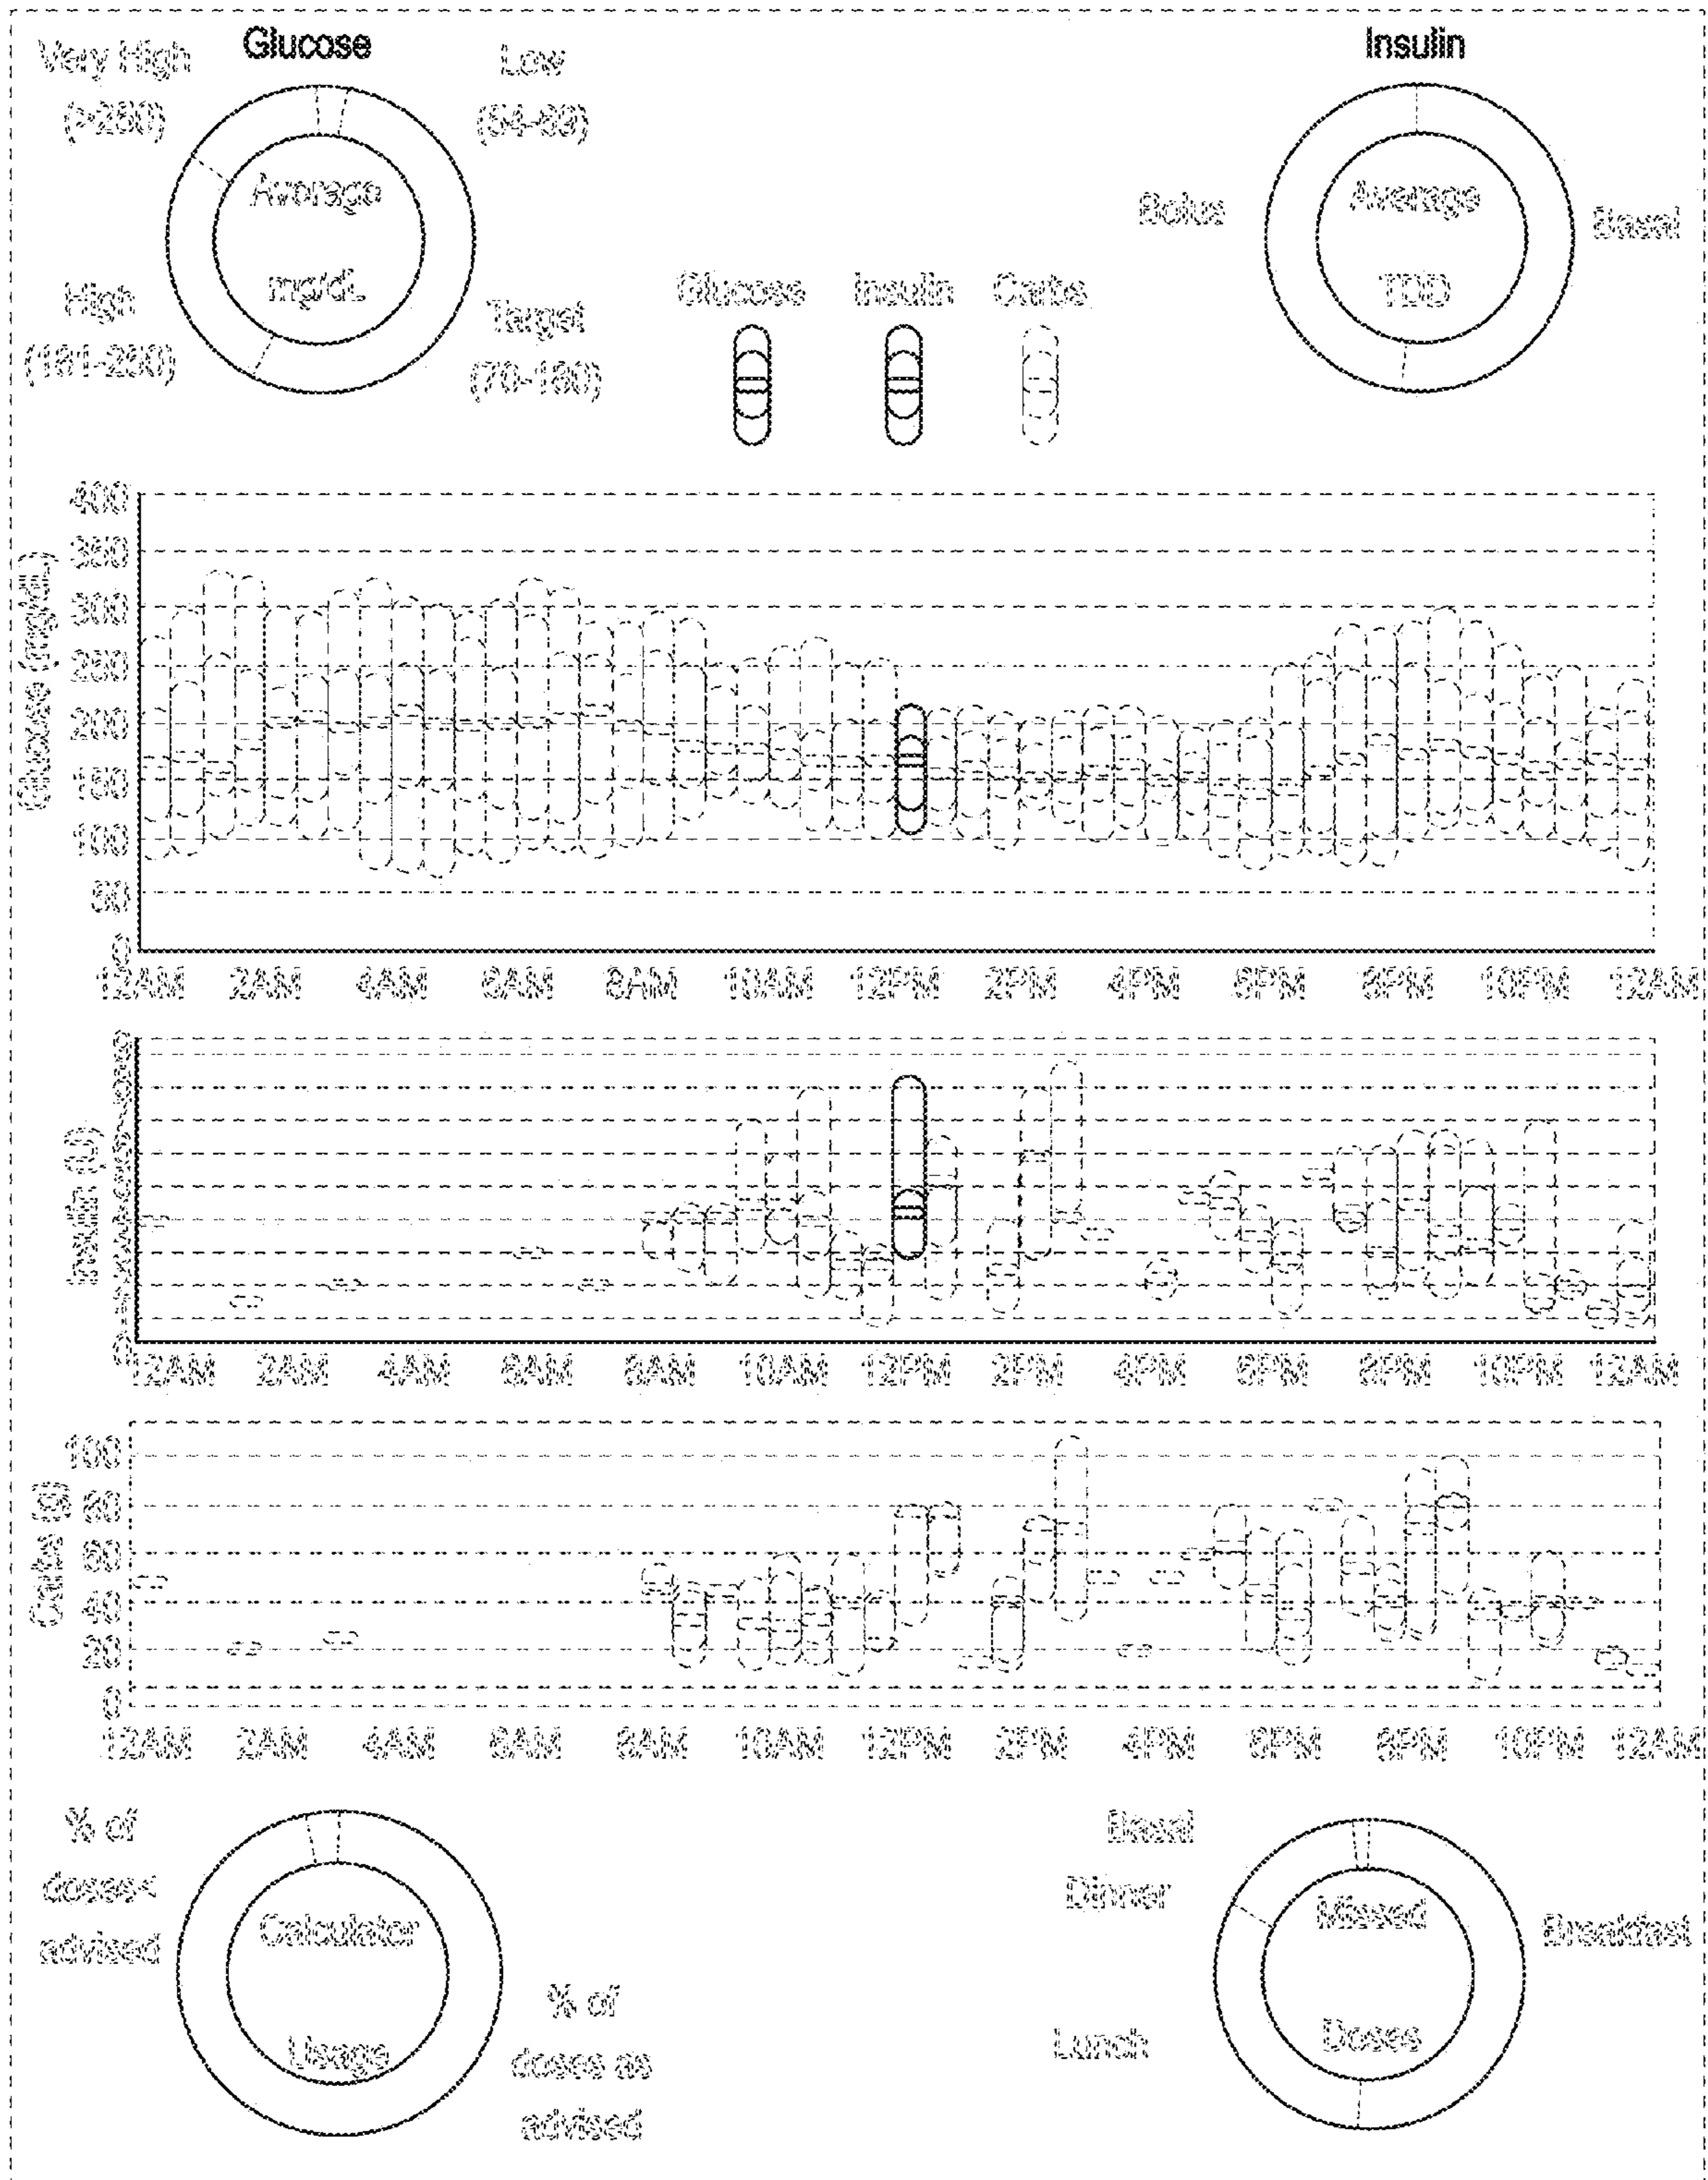 Glucose
Very High
(>250)
Low
(54-69)
Average
mg/dL
High
(181-250)
Target
(70-180)
Insulin
Bolus
Average
TDD
Basal
Glucose Insulin Carbs
Glucose (mg/dL)
400
350
300
250
200
150
100
50
0
12AM 2AM 4AM 6AM 8AM 10AM 12PM 2PM 4PM 6PM 8PM 10PM 12AM
Insulin (U)
12AM 2AM 4AM 6AM 8AM 10AM 12PM 2PM 4PM 6PM 8PM 10PM 12AM
Carbs (g)
100
80
60
40
20
0
12AM 2AM 4AM 6AM 8AM 10AM 12PM 2PM 4PM 6PM 8PM 10PM 12AM
% of
doses<
advised
Calculator
Usage
% of
doses as
advised
Basal
Dinner
Missed
Breakfast
Lunch
Doses